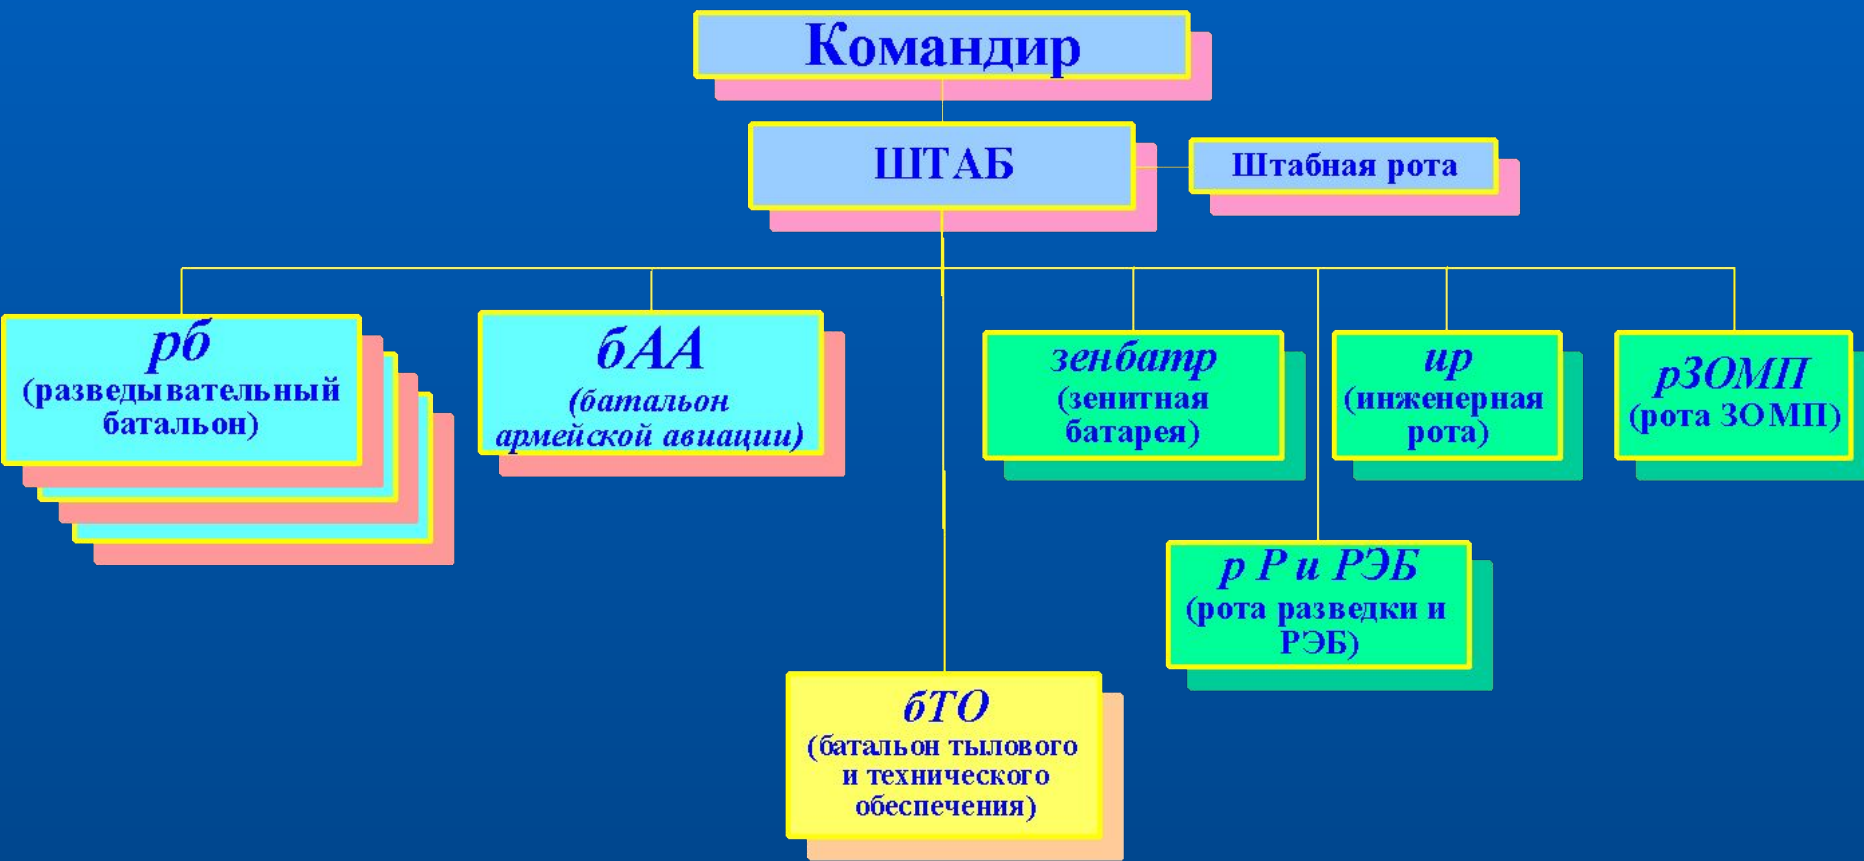 Командир
ШТАБ
Штабная рота
рб
(разведывательный
батальон)
бАА
(батальон
армейской авиации)
зенбатр
(зенитная
батарея)
ир
(инженерная
рота)
рЗОМП
(рота ЗОМП)
р Р и РЭБ
(рота разведки и
РЭБ)
бТО
(батальон тылового
и технического
обеспечения)